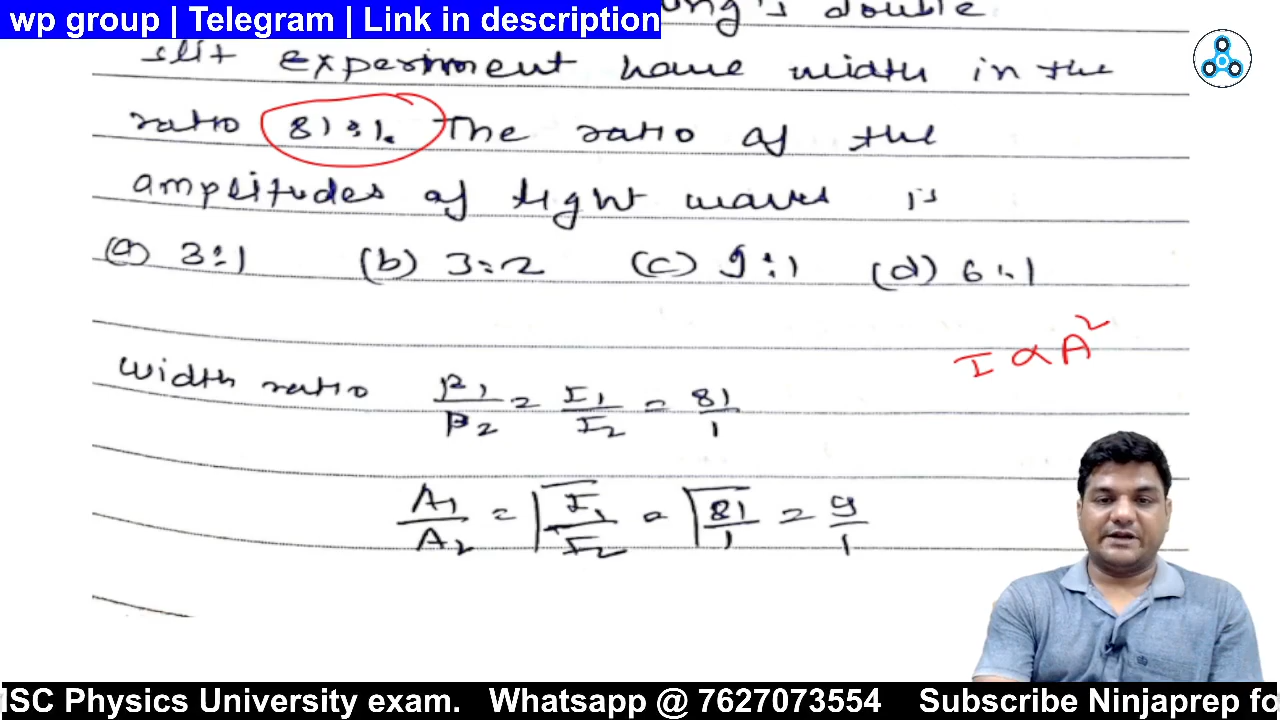 wp group | Telegram | Link in description
ung's double
slit experiment have width in the
ratio 81:1. The ratio of the
amplitudes of light waves is
(a) 3:1 (b) 3:2 (c) 9:1 (d) 6:1
I ∝ A²
width ratio β1/β2 = I1/I2 = 81/1
A1/A2 = √I1/I2 = √81/1 = 9/1
ISC Physics University exam. Whatsapp @ 7627073554 Subscribe Ninjaprep fo